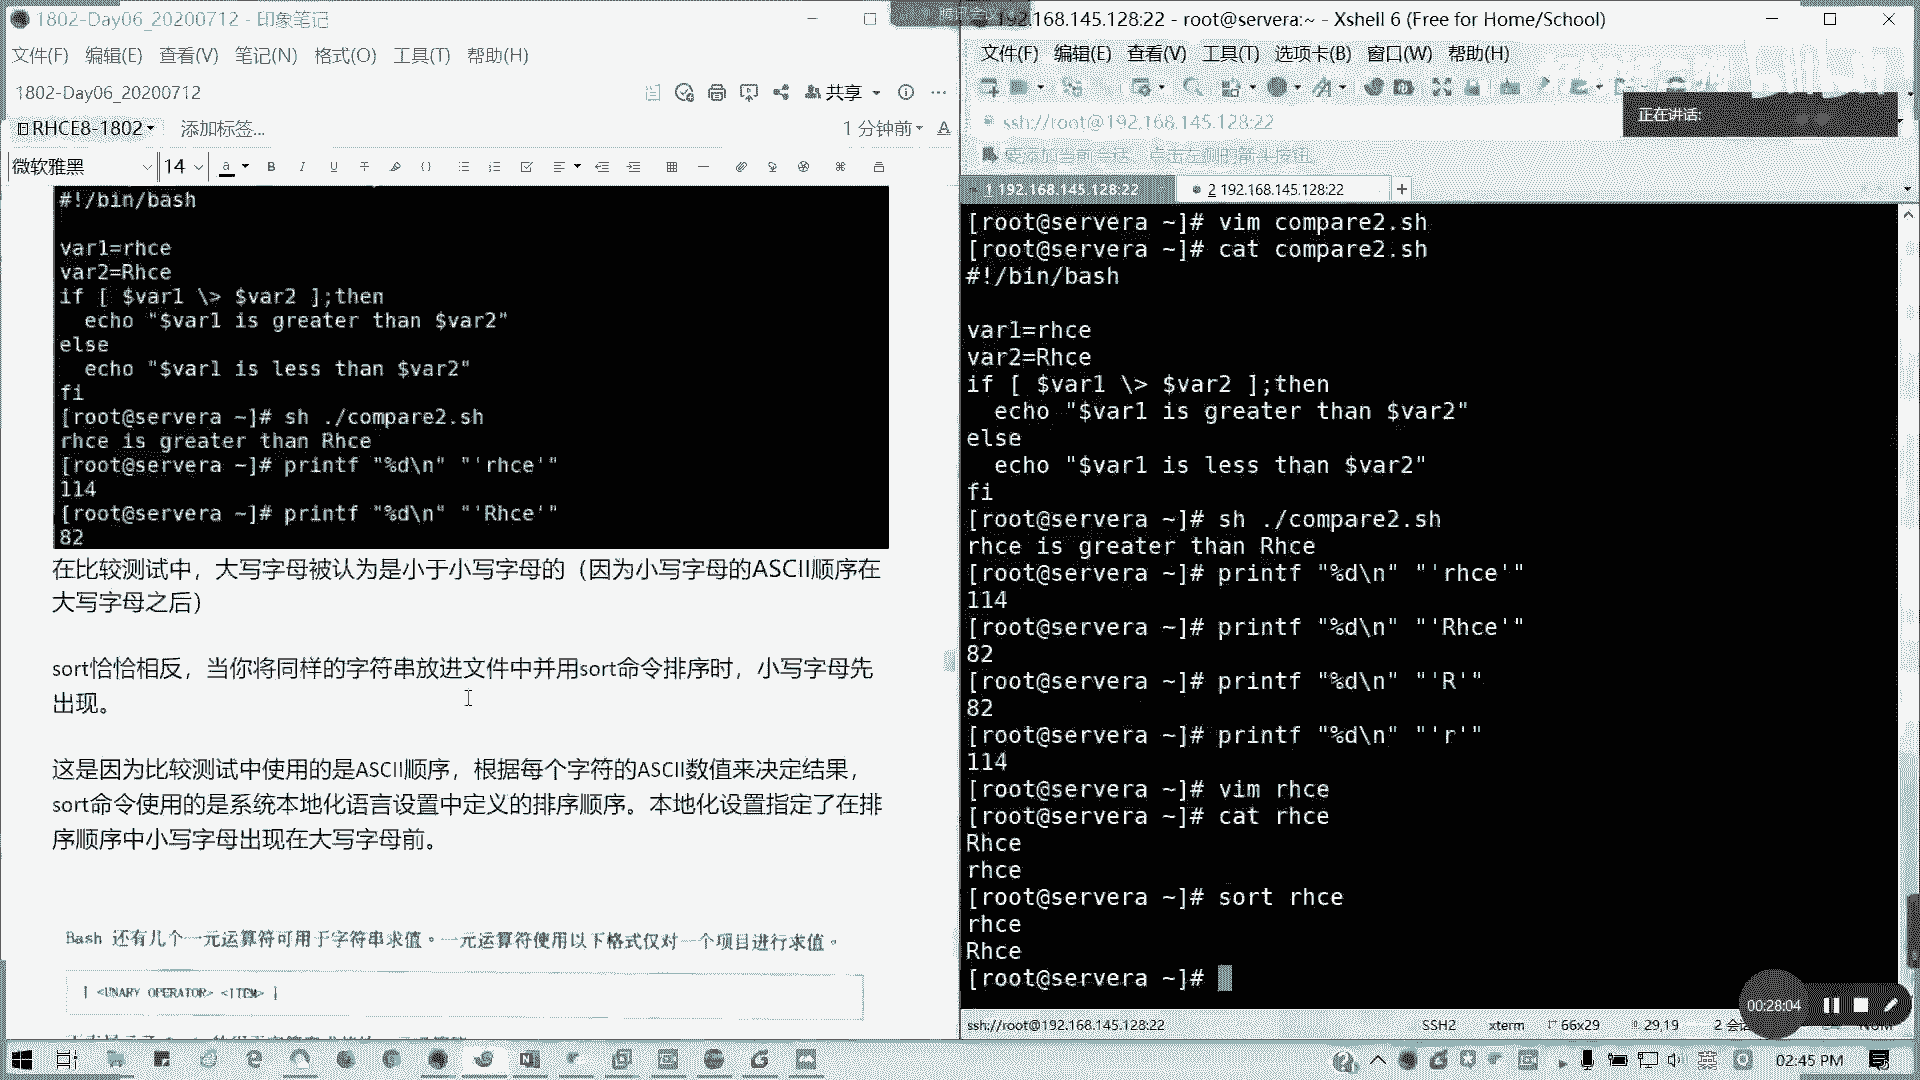 1802-Day06_20200712 - 印象笔记
文件(F) 编辑(E) 查看(V) 笔记(N) 格式(O) 工具(T) 帮助(H)
1802-Day06_20200712
共享
RHCE8-1802 添加标签...
1 分钟前
微软雅黑 14
#!/bin/bash
var1=rhce
var2=Rhce
if [ $var1 \> $var2 ];then
echo "$var1 is greater than $var2"
else
echo "$var1 is less than $var2"
fi
[root@servera ~]# sh ./compare2.sh
rhce is greater than Rhce
[root@servera ~]# printf "%d\n" "'rhce'"
114
[root@servera ~]# printf "%d\n" "'Rhce'"
82
在比较测试中，大写字母被认为是小于小写字母的（因为小写字母的ASCII顺序在
大写字母之后）
sort恰恰相反，当你将同样的字符串放进文件中并用sort命令排序时，小写字母先
出现。
这是因为比较测试中使用的是ASCII顺序，根据每个字符的ASCII数值来决定结果，
sort命令使用的是系统本地化语言设置中定义的排序顺序。本地化设置指定了在排
序顺序中小写字母出现在大写字母前。
Bash 还有几个一元运算符可用于字符串求值。一元运算符使用以下格式仅对一个项目进行求值。
[ <UNARY OPERATOR> <ITEM> ]
192.168.145.128:22 - root@servera:~ - Xshell 6 (Free for Home/School)
文件(F) 编辑(E) 查看(V) 工具(T) 选项卡(B) 窗口(W) 帮助(H)
正在讲话:
ssh://root@192.168.145.128:22
要添加当前会话，点击左侧的箭头按钮。
1 192.168.145.128:22
2 192.168.145.128:22
[root@servera ~]# vim compare2.sh
[root@servera ~]# cat compare2.sh
#!/bin/bash
var1=rhce
var2=Rhce
if [ $var1 \> $var2 ];then
echo "$var1 is greater than $var2"
else
echo "$var1 is less than $var2"
fi
[root@servera ~]# sh ./compare2.sh
rhce is greater than Rhce
[root@servera ~]# printf "%d\n" "'rhce'"
114
[root@servera ~]# printf "%d\n" "'Rhce'"
82
[root@servera ~]# printf "%d\n" "'R'"
82
[root@servera ~]# printf "%d\n" "'r'"
114
[root@servera ~]# vim rhce
[root@servera ~]# cat rhce
Rhce
rhce
[root@servera ~]# sort rhce
rhce
Rhce
[root@servera ~]#
00:28:04
ssh://root@192.168.145.128:22 SSH2 xterm 66x29 29,19
02:45 PM